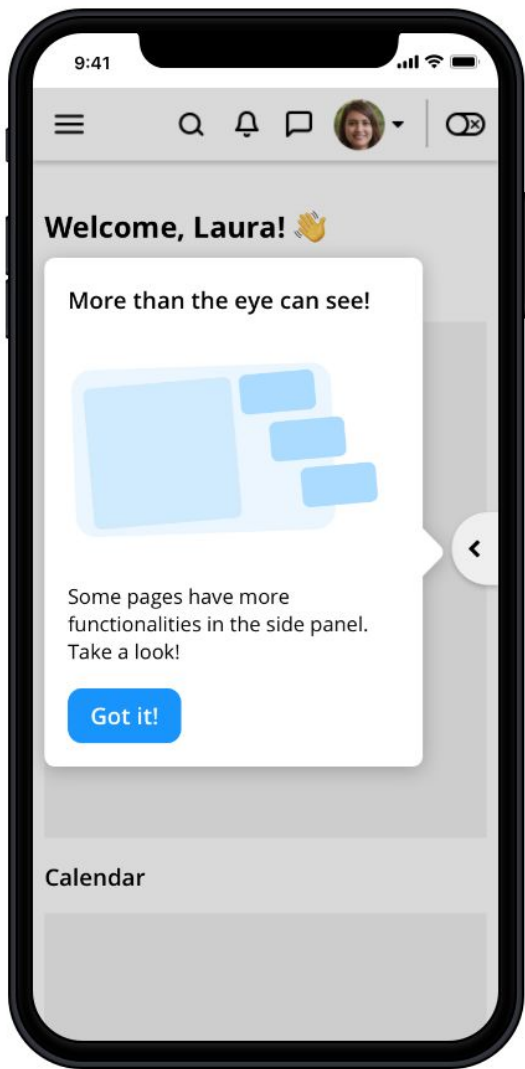 9:41
Welcome, Laura! 👋
More than the eye can see!
Some pages have more
functionalities in the side panel.
Take a look!
Got it!
Calendar